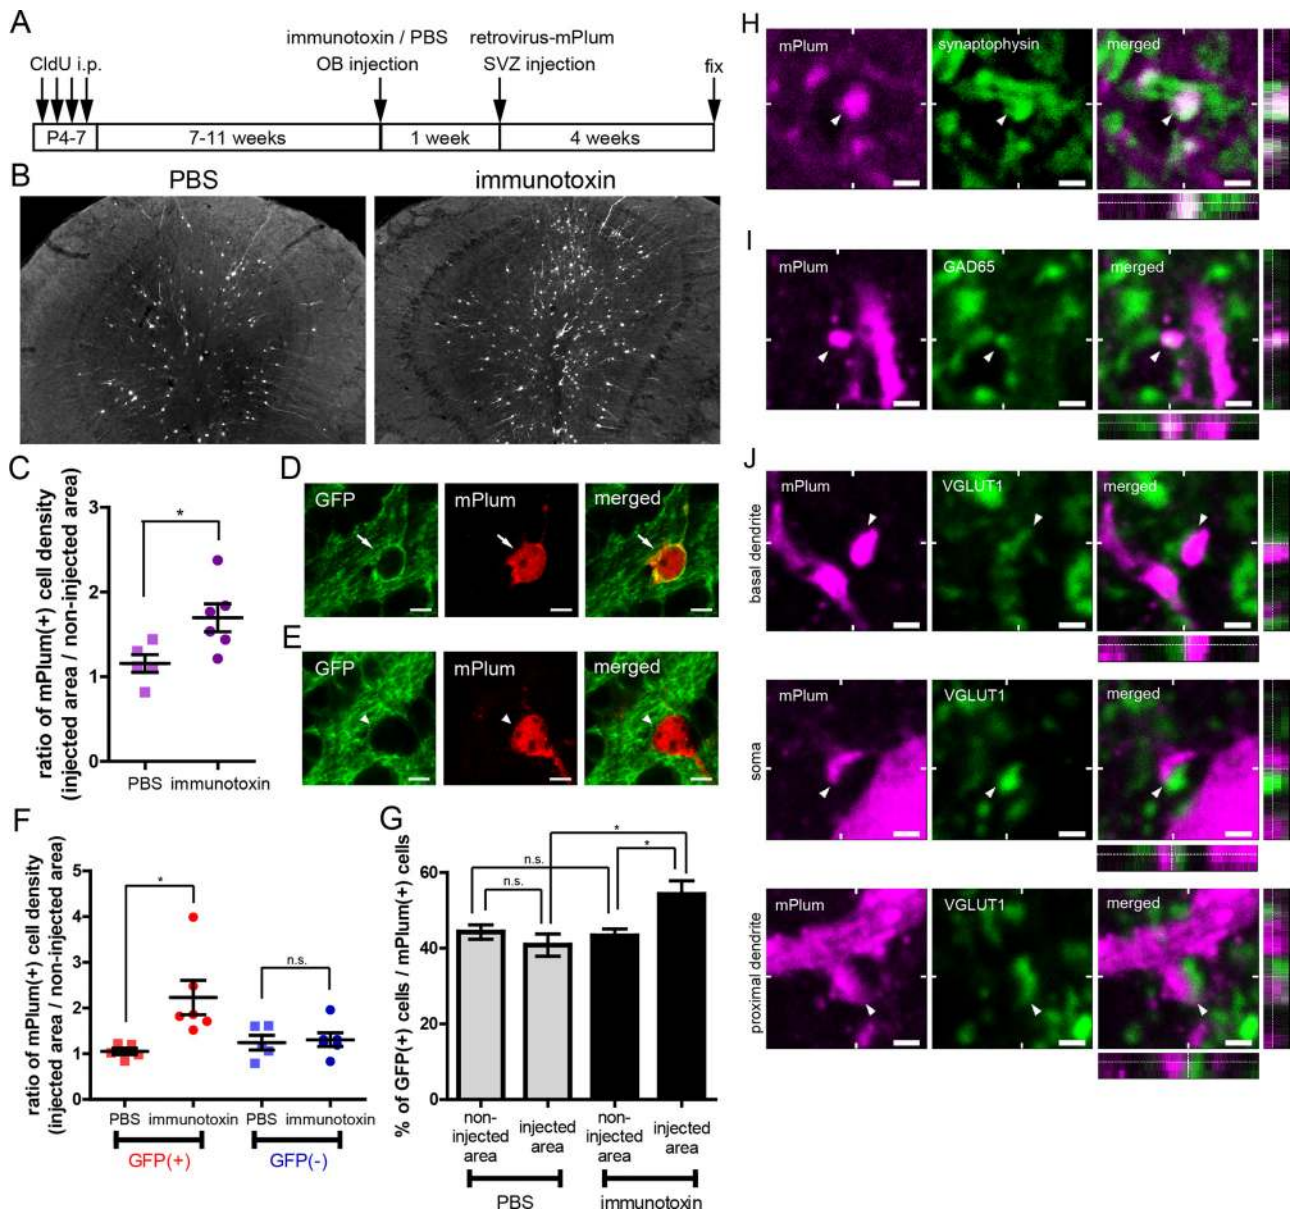 A
immunotoxin / PBS
OB injection
retrovirus-mPlum
SVZ injection
fix
CldU i.p.
P4-7
7-11 weeks
1 week
4 weeks
B
PBS
immunotoxin
C
ratio of mPlum(+) cell density
(injected area / non-injected area)
3
2
1
0
*
PBS
immunotoxin
D
GFP
mPlum
merged
E
GFP
mPlum
merged
F
ratio of mPlum(+) cell density
(injected area / non-injected area)
5
4
3
2
1
0
*
n.s.
PBS
immunotoxin
PBS
immunotoxin
GFP(+)
GFP(-)
G
% of GFP(+) cells / mPlum(+) cells
60
40
20
0
n.s.
n.s.
*
*
non-
injected
area
injected
area
non-
injected
area
injected
area
PBS
immunotoxin
H
mPlum
synaptophysin
merged
I
mPlum
GAD65
merged
J
basal dendrite
mPlum
VGLUT1
merged
soma
mPlum
VGLUT1
merged
proximal dendrite
mPlum
VGLUT1
merged